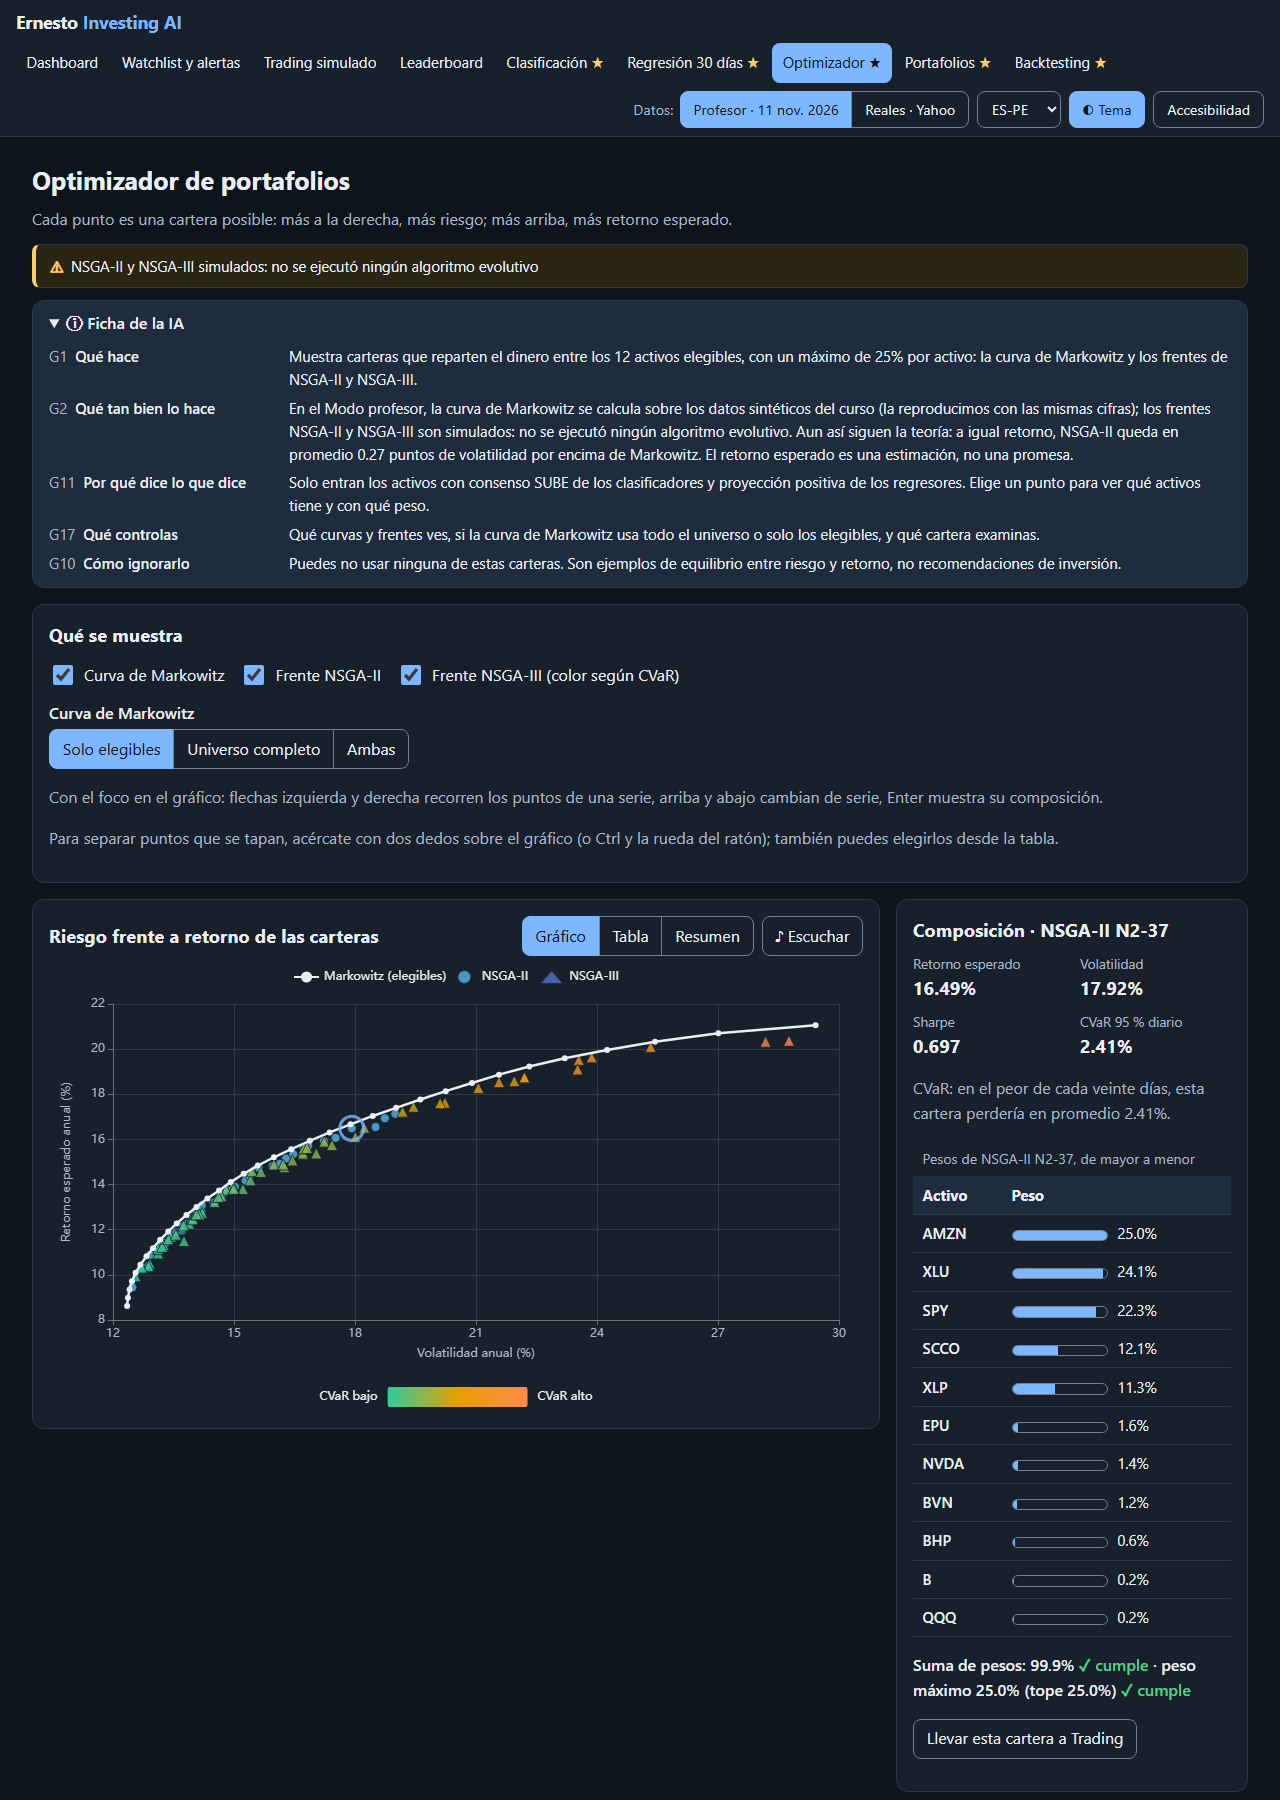 Ernesto Investing AI
Dashboard
Watchlist y alertas
Trading simulado
Leaderboard
Clasificación ★
Regresión 30 días ★
Optimizador ★
Portafolios ★
Backtesting ★
Datos:
Profesor · 11 nov. 2026
Reales · Yahoo
ES-PE
◐ Tema
Accesibilidad
Optimizador de portafolios
Cada punto es una cartera posible: más a la derecha, más riesgo; más arriba, más retorno esperado.
⚠ NSGA-II y NSGA-III simulados: no se ejecutó ningún algoritmo evolutivo
▼ ⓘ Ficha de la IA
G1 Qué hace
Muestra carteras que reparten el dinero entre los 12 activos elegibles, con un máximo de 25% por activo: la curva de Markowitz y los frentes de
NSGA-II y NSGA-III.
G2 Qué tan bien lo hace
En el Modo profesor, la curva de Markowitz se calcula sobre los datos sintéticos del curso (la reproducimos con las mismas cifras); los frentes
NSGA-II y NSGA-III son simulados: no se ejecutó ningún algoritmo evolutivo. Aun así siguen la teoría: a igual retorno, NSGA-II queda en
promedio 0.27 puntos de volatilidad por encima de Markowitz. El retorno esperado es una estimación, no una promesa.
G11 Por qué dice lo que dice
Solo entran los activos con consenso SUBE de los clasificadores y proyección positiva de los regresores. Elige un punto para ver qué activos
tiene y con qué peso.
G17 Qué controlas
Qué curvas y frentes ves, si la curva de Markowitz usa todo el universo o solo los elegibles, y qué cartera examinas.
G10 Cómo ignorarlo
Puedes no usar ninguna de estas carteras. Son ejemplos de equilibrio entre riesgo y retorno, no recomendaciones de inversión.
Qué se muestra
Curva de Markowitz
Frente NSGA-II
Frente NSGA-III (color según CVaR)
Curva de Markowitz
Solo elegibles
Universo completo
Ambas
Con el foco en el gráfico: flechas izquierda y derecha recorren los puntos de una serie, arriba y abajo cambian de serie, Enter muestra su composición.
Para separar puntos que se tapan, acércate con dos dedos sobre el gráfico (o Ctrl y la rueda del ratón); también puedes elegirlos desde la tabla.
Riesgo frente a retorno de las carteras
Gráfico
Tabla
Resumen
♪ Escuchar
Markowitz (elegibles)
NSGA-II
NSGA-III
Retorno esperado anual (%)
22
20
18
16
14
12
10
8
12
15
18
21
24
27
30
Volatilidad anual (%)
CVaR bajo
CVaR alto
Composición · NSGA-II N2-37
Retorno esperado
Volatilidad
16.49%
17.92%
Sharpe
CVaR 95 % diario
0.697
2.41%
CVaR: en el peor de cada veinte días, esta
cartera perdería en promedio 2.41%.
Pesos de NSGA-II N2-37, de mayor a menor
Activo Peso
AMZN 25.0%
XLU 24.1%
SPY 22.3%
SCCO 12.1%
XLP 11.3%
EPU 1.6%
NVDA 1.4%
BVN 1.2%
BHP 0.6%
B 0.2%
QQQ 0.2%
Suma de pesos: 99.9% ✓ cumple · peso
máximo 25.0% (tope 25.0%) ✓ cumple
Llevar esta cartera a Trading